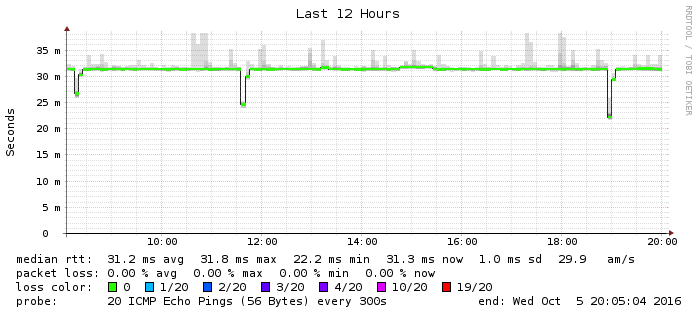 Last 12 Hours
RRDTOOL / TOBI OETIKER
Seconds
35 m
30 m
25 m
20 m
15 m
10 m
5 m
0
10:00 12:00 14:00 16:00 18:00 20:00
median rtt: 31.2 ms avg 31.8 ms max 22.2 ms min 31.3 ms now 1.0 ms sd 29.9 am/s
packet loss: 0.00 % avg 0.00 % max 0.00 % min 0.00 % now
loss color: 0 1/20 2/20 3/20 4/20 10/20 19/20
probe: 20 ICMP Echo Pings (56 Bytes) every 300s end: Wed Oct 5 20:05:04 2016